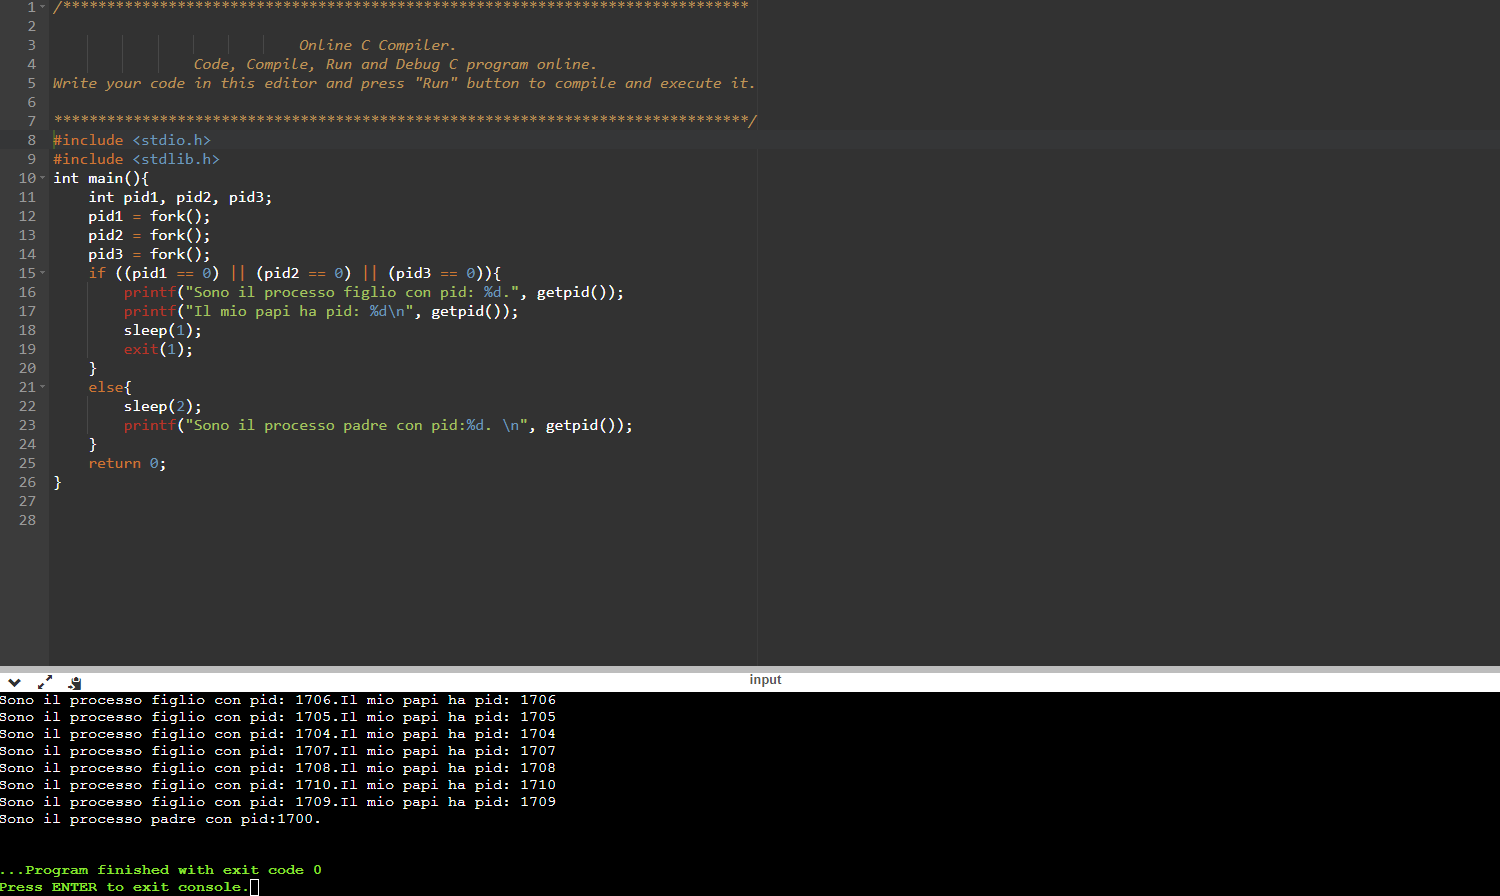 1 /******************************************************************************
2
3 Online C Compiler.
4 Code, Compile, Run and Debug C program online.
5 Write your code in this editor and press "Run" button to compile and execute it.
6
7 *******************************************************************************/
8 #include <stdio.h>
9 #include <stdlib.h>
10 int main(){
11 int pid1, pid2, pid3;
12 pid1 = fork();
13 pid2 = fork();
14 pid3 = fork();
15 if ((pid1 == 0) || (pid2 == 0) || (pid3 == 0)){
16 printf("Sono il processo figlio con pid: %d.", getpid());
17 printf("Il mio papi ha pid: %d\n", getpid());
18 sleep(1);
19 exit(1);
20 }
21 else{
22 sleep(2);
23 printf("Sono il processo padre con pid:%d. \n", getpid());
24 }
25 return 0;
26 }
27
28
input
Sono il processo figlio con pid: 1706.Il mio papi ha pid: 1706
Sono il processo figlio con pid: 1705.Il mio papi ha pid: 1705
Sono il processo figlio con pid: 1704.Il mio papi ha pid: 1704
Sono il processo figlio con pid: 1707.Il mio papi ha pid: 1707
Sono il processo figlio con pid: 1708.Il mio papi ha pid: 1708
Sono il processo figlio con pid: 1710.Il mio papi ha pid: 1710
Sono il processo figlio con pid: 1709.Il mio papi ha pid: 1709
Sono il processo padre con pid:1700.
...Program finished with exit code 0
Press ENTER to exit console.